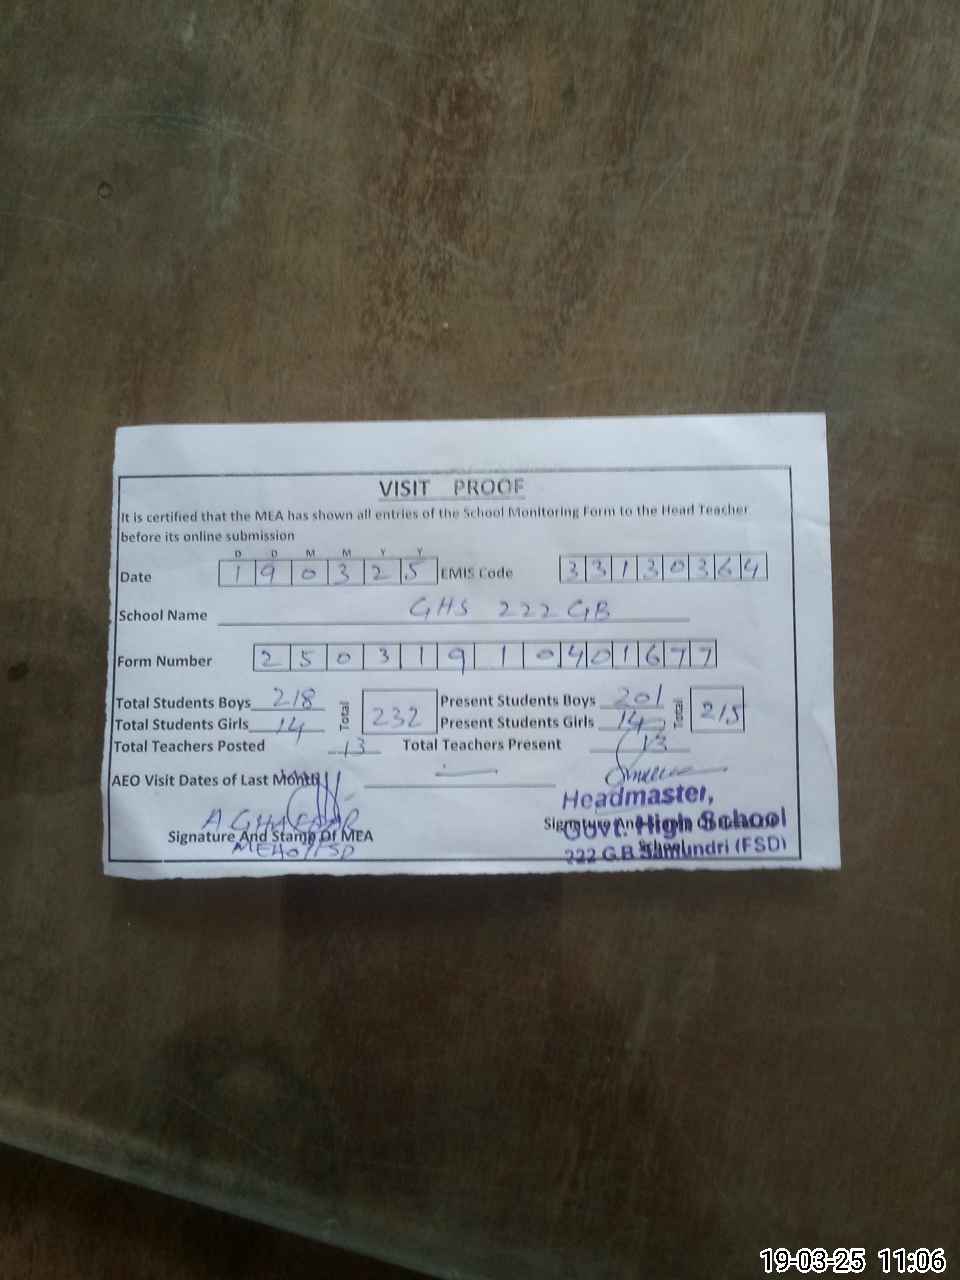 VISIT PROOF
It is certified that the MEA has shown all entries of the School Monitoring Form to the Head Teacher
before its online submission
D D M M Y Y
Date 1 9 0 3 2 5 EMIS Code 3 3 1 3 0 3 6 4
School Name GHS 222 GB
Form Number 2 5 0 3 1 9 1 0 4 0 1 6 7 7
Total Students Boys 218 Total 232 Present Students Boys 201 Total 215
Total Students Girls 14 Present Students Girls 14
Total Teachers Posted 13 Total Teachers Present 13
AEO Visit Dates of Last Month
Headmaster,
A GHAFFAR
Signature And Stamp Of MEA
Govt. High School
School
222 G.B Samundri (FSD)
19-03-25 11:06